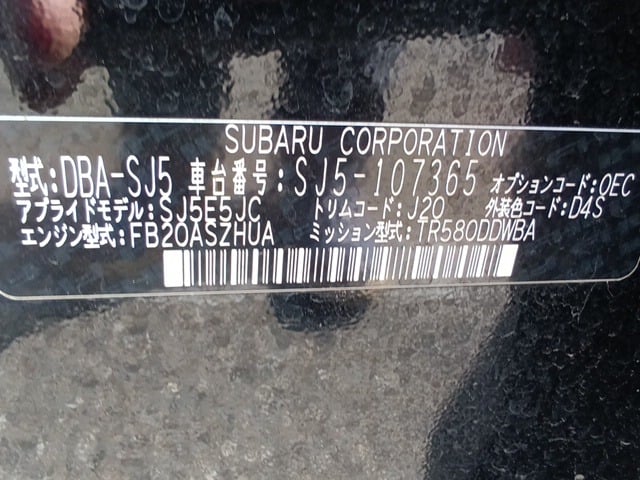 SUBARU CORPORATION
型式:DBA-SJ5 車台番号:SJ5-107365 オプションコード:OEC
アプライドモデル:SJ5E5JC トリムコード:J20 外装色コード:D4S
エンジン型式:FB20ASZHUA ミッション型式:TR580DDWBA